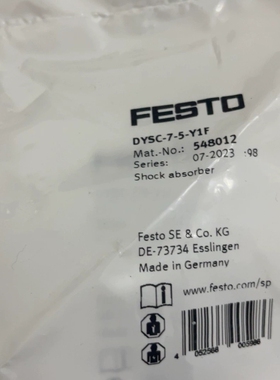 FESTO
DYSC-7-5-Y1F
Mat.-No.: 548012
Series: 07-2023 -98
Shock absorber
Festo SE & Co. KG
DE-73734 Esslingen
Made in Germany
www.festo.com/sp